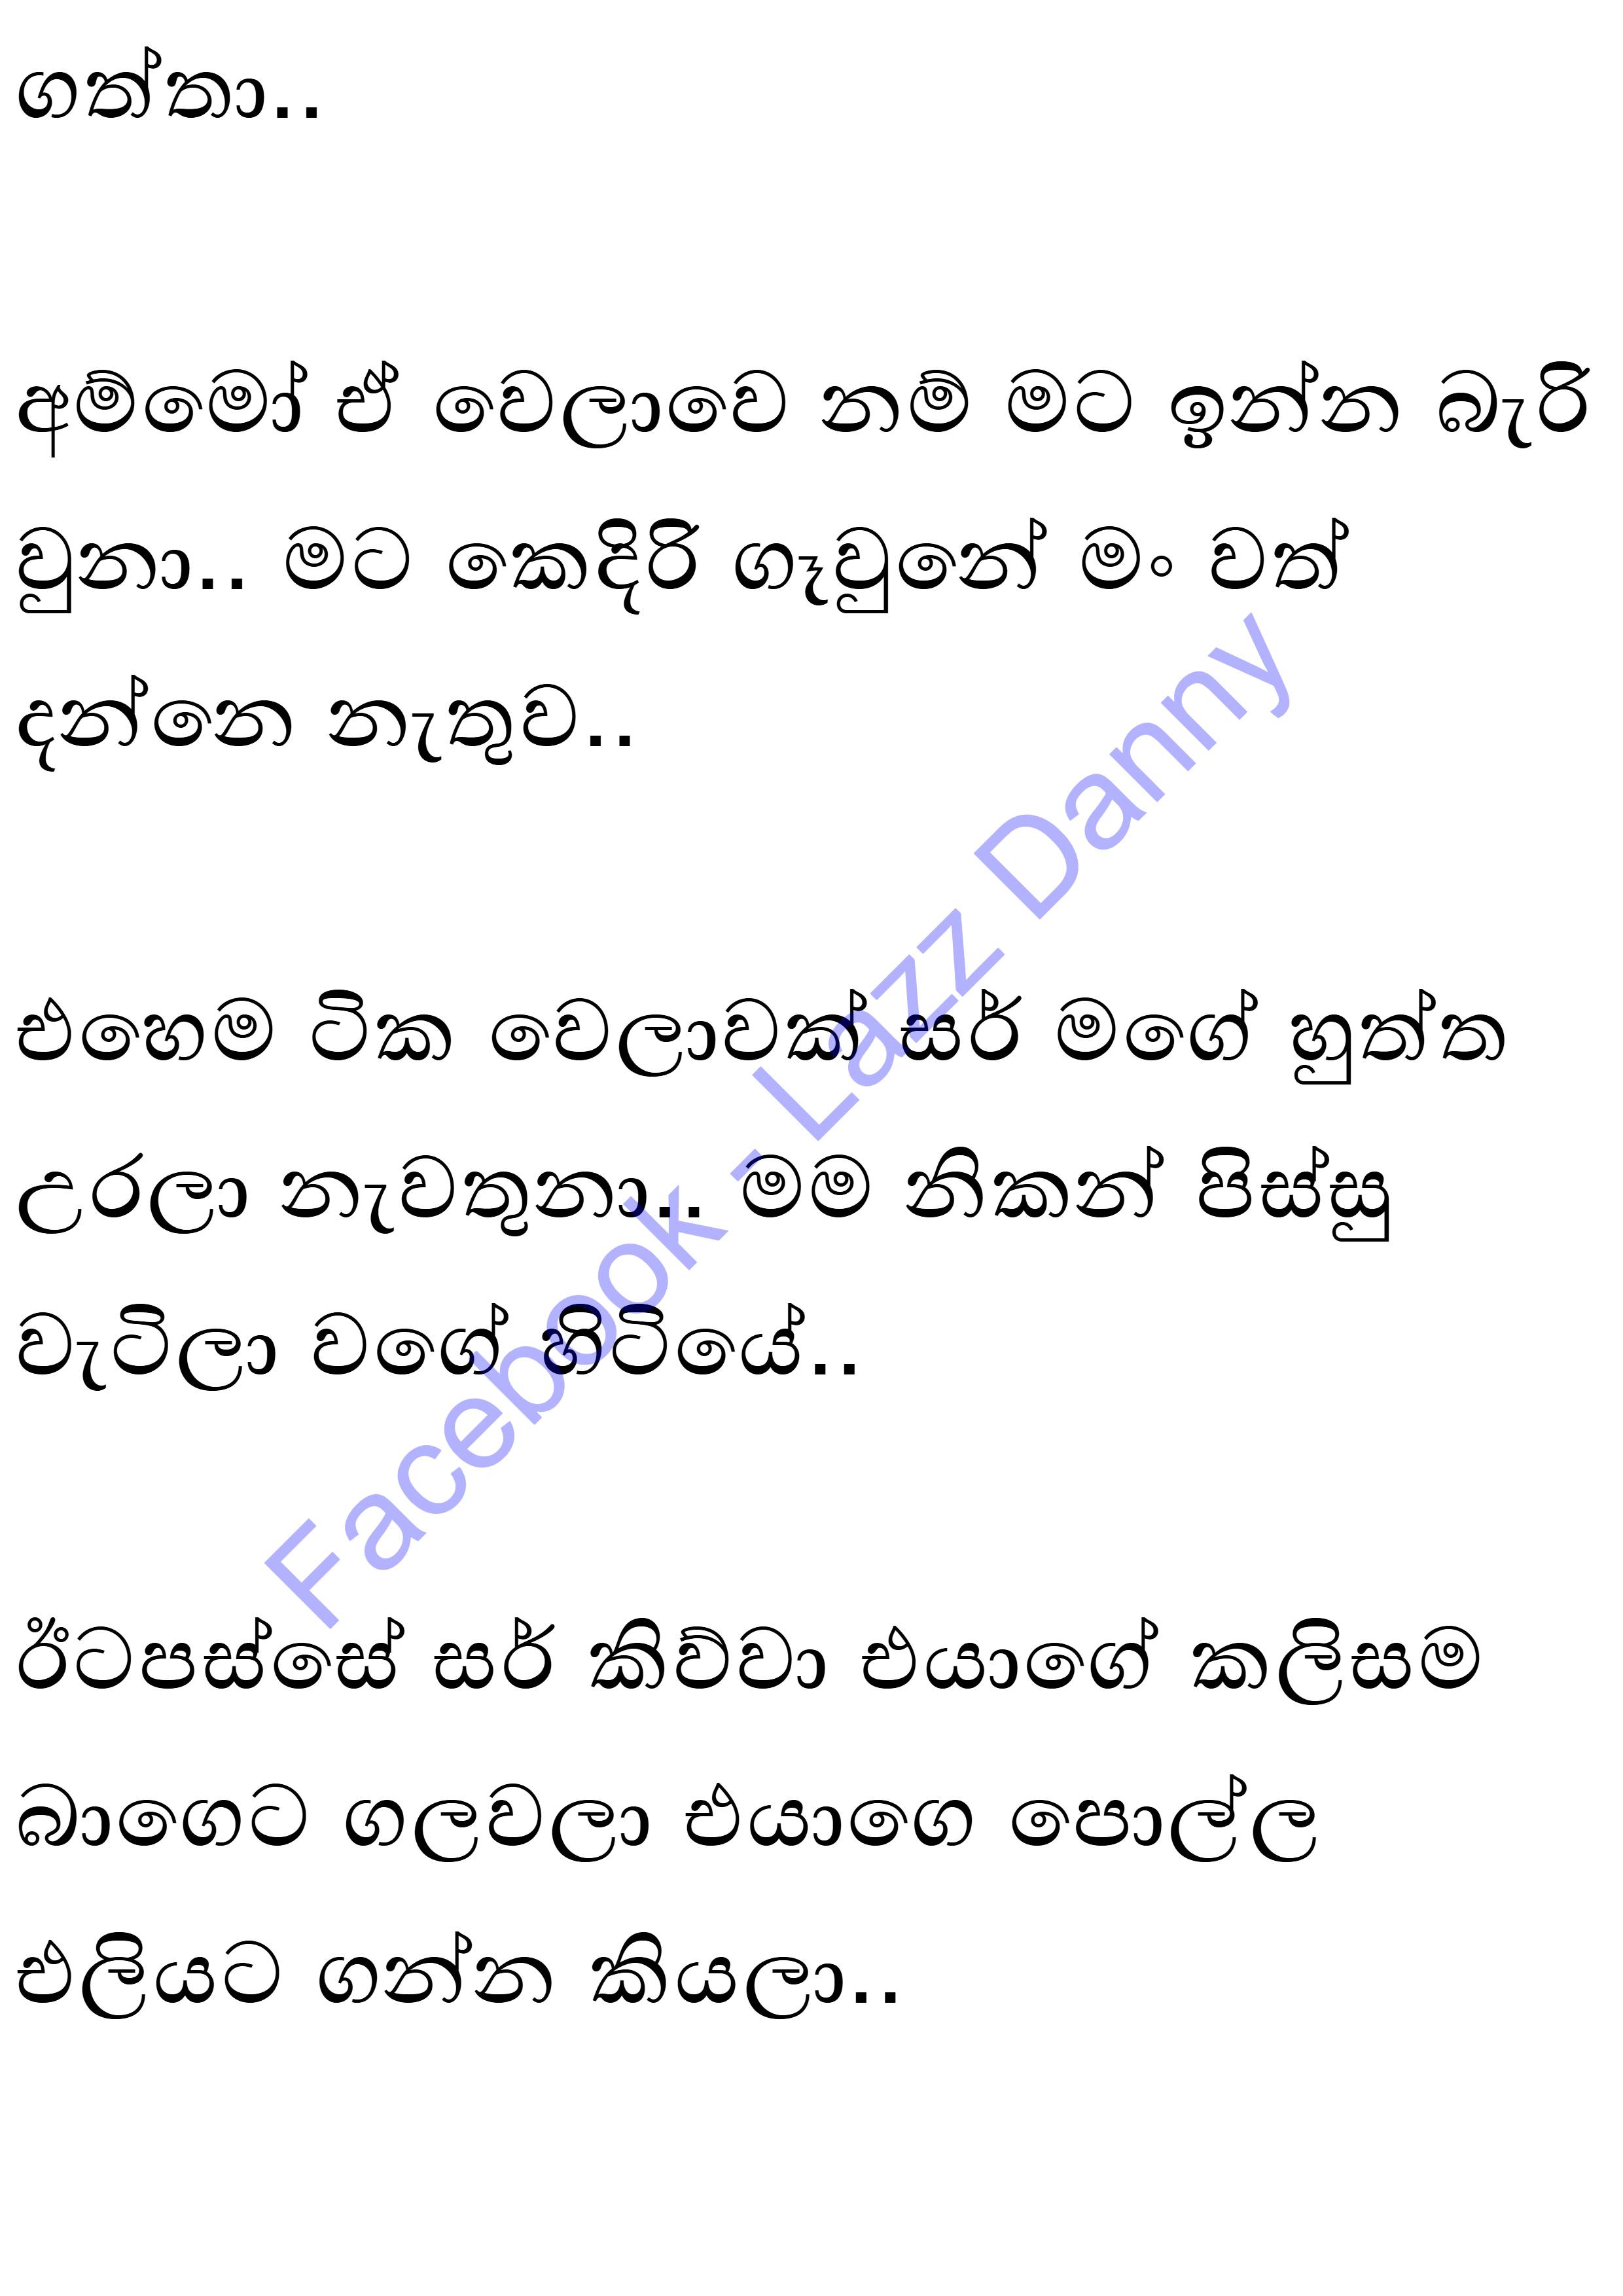 ගත්තා..
අම්මෝ ඒ වෙලාවෙ නම් මට ඉන්න බැරි
වුනා.. මට කෙදිරි ගෑවුනේ මං වත්
දන්නෙ නැතුව..
එහෙම ටික වෙලාවක් සර් මගේ හුත්ත
උරලා නැවතුනා.. මම නිකන් පිස්සු
වැටිලා වගේ හිටියේ..
ඊටපස්සේ සර් කිව්වා එයාගේ කලිසම
බාගෙට ගලවලා එයාගෙ පොල්ල
එලියට ගන්න කියලා..
Facebook - Lazz Danny